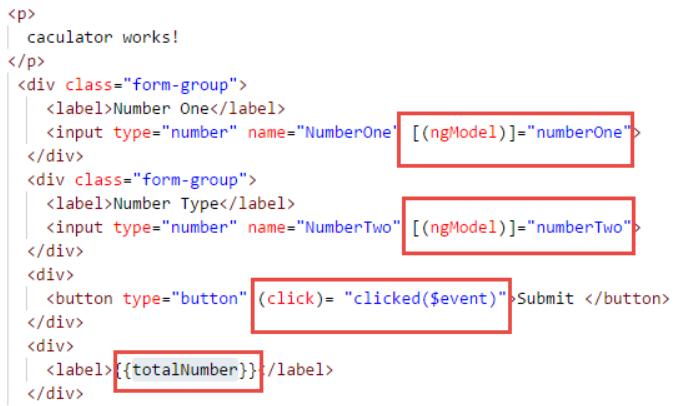 <p>
caculator works!
</p>
<div class="form-group">
<label>Number One</label>
<input type="number" name="NumberOne" [(ngModel)]="numberOne">
</div>
<div class="form-group">
<label>Number Type</label>
<input type="number" name="NumberTwo" [(ngModel)]="numberTwo">
</div>
<div>
<button type="button" (click)= "clicked($event)">Submit </button>
</div>
<div>
<label>{{totalNumber}}</label>
</div>